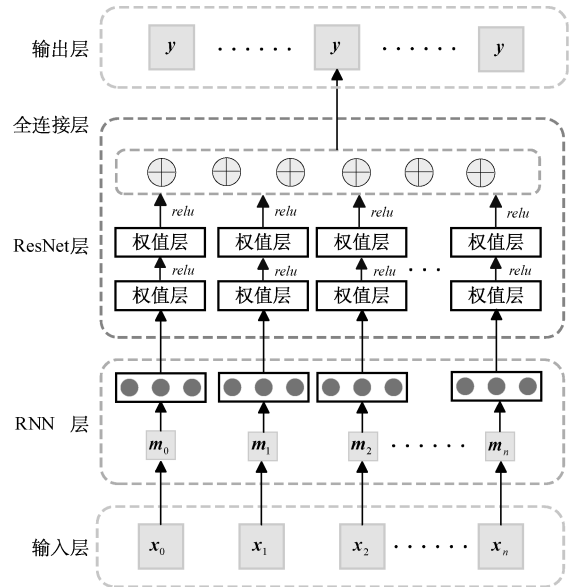 输出层 y ······ y ······ y
全连接层
relu relu relu relu
ResNet层 权值层 权值层 权值层 权值层
relu relu relu ··· relu
权值层 权值层 权值层 权值层
RNN 层 m₀ m₁ m₂ ······ mₙ
输入层 x₀ x₁ x₂ ······ xₙ